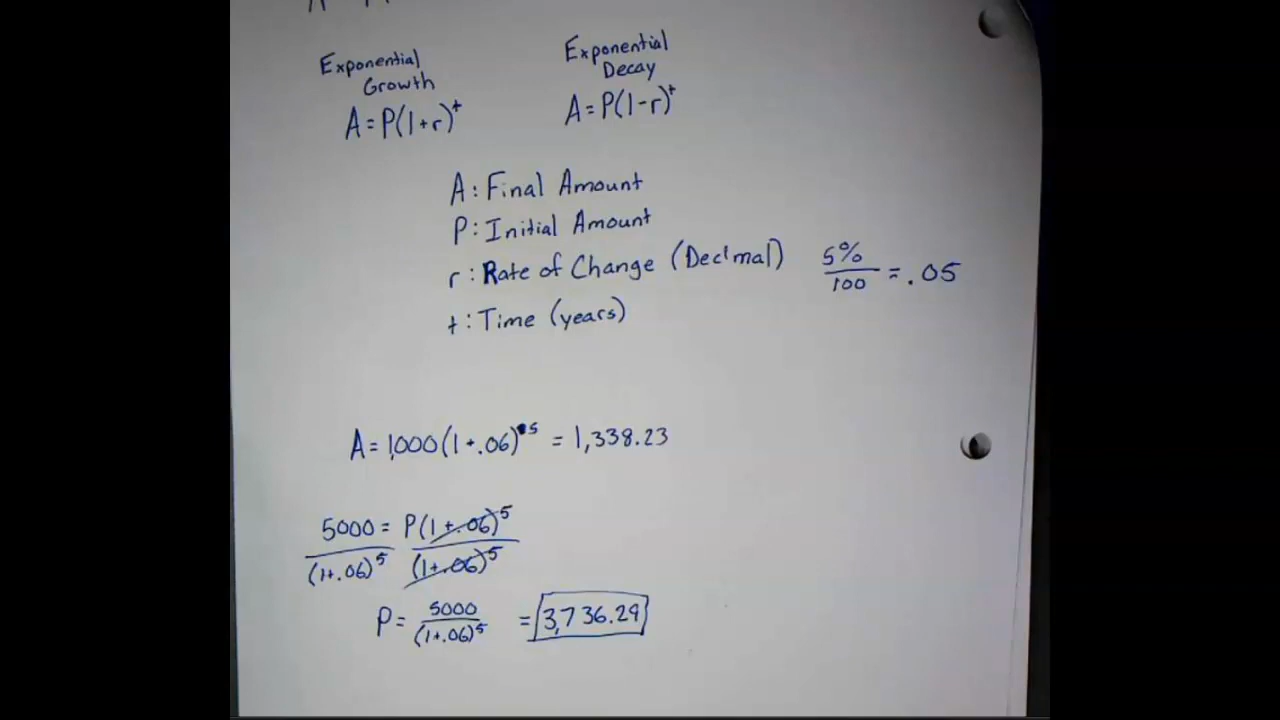 Exponential Growth
A = P(1+r)^t
Exponential Decay
A = P(1-r)^t
A : Final Amount
P : Initial Amount
r : Rate of Change (Decimal) 5%/100 = .05
t : Time (years)
A = 1,000(1+.06)^5 = 1,338.23
5000 = P(1+.06)^5
(1+.06)^5 (1+.06)^5
P = 5000/(1+.06)^5 = 3,736.29